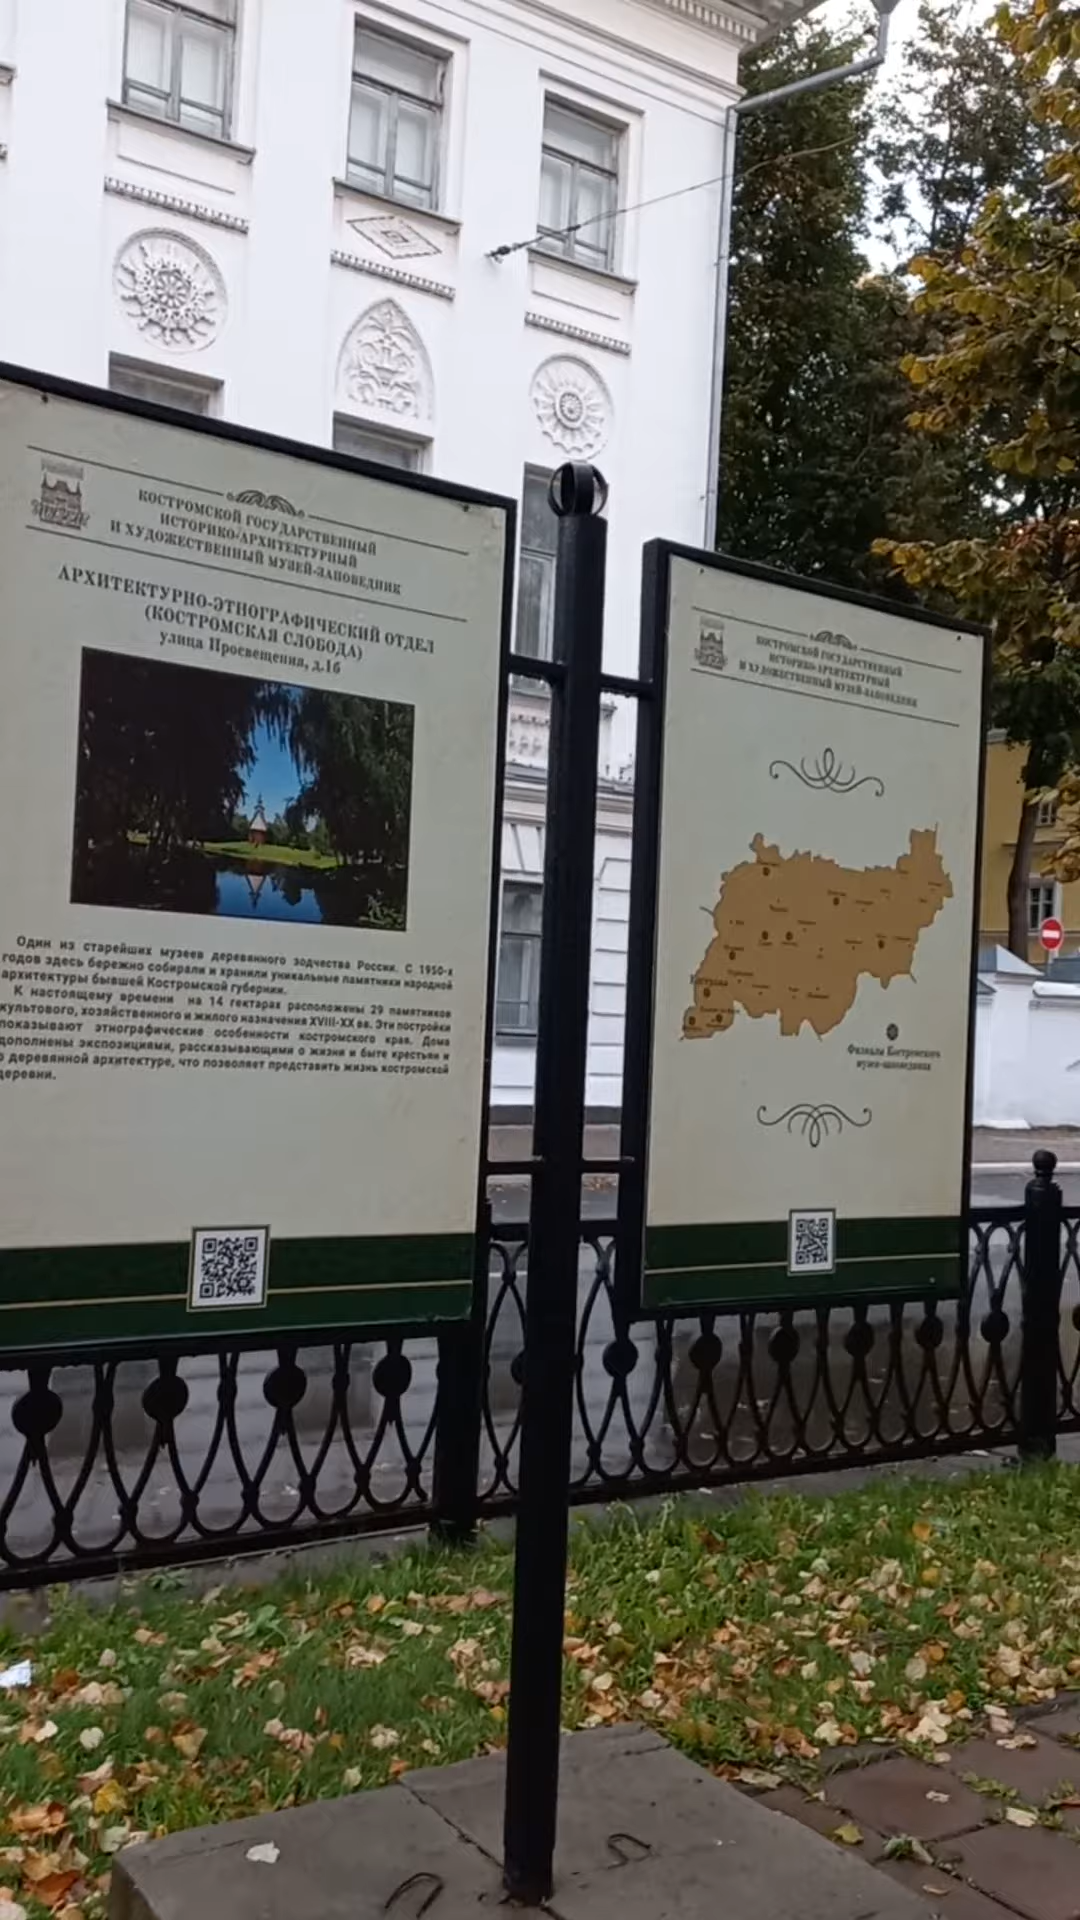 КОСТРОМСКОЙ ГОСУДАРСТВЕННЫЙ
ИСТОРИКО-АРХИТЕКТУРНЫЙ
И ХУДОЖЕСТВЕННЫЙ МУЗЕЙ-ЗАПОВЕДНИК
АРХИТЕКТУРНО-ЭТНОГРАФИЧЕСКИЙ ОТДЕЛ
(КОСТРОМСКАЯ СЛОБОДА)
улица Просвещения, д.1б
Один из старейших музеев деревянного зодчества России. С 1950-х
годов здесь бережно собирали и хранили уникальные памятники народной
архитектуры бывшей Костромской губернии.
К настоящему времени на 14 гектарах расположены 29 памятников
культового, хозяйственного и жилого назначения XVIII-XX вв. Эти постройки
показывают этнографические особенности костромского края. Дома
дополнены экспозициями, рассказывающими о жизни и быте крестьян и
о деревянной архитектуре, что позволяет представить жизнь костромской
деревни.
КОСТРОМСКОЙ ГОСУДАРСТВЕННЫЙ
ИСТОРИКО-АРХИТЕКТУРНЫЙ
И ХУДОЖЕСТВЕННЫЙ МУЗЕЙ-ЗАПОВЕДНИК
Кострома
Филиалы Костромского
музея-заповедника